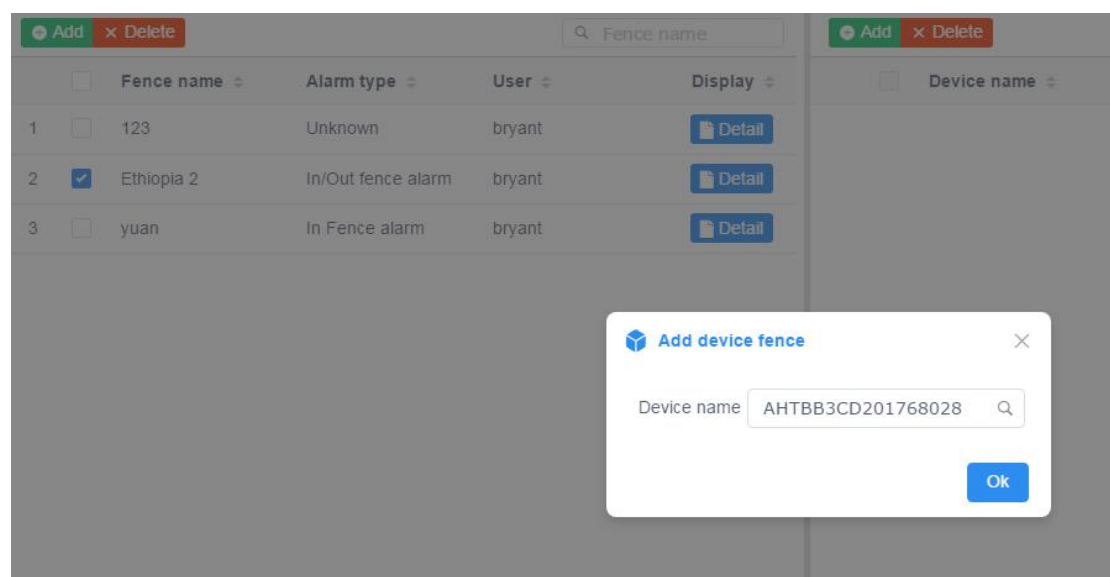 Add Delete Fence name Add Delete
Fence name Alarm type User Display Device name
1 123 Unknown bryant Detail
2 Ethiopia 2 In/Out fence alarm bryant Detail
3 yuan In Fence alarm bryant Detail
Add device fence
Device name AHTBB3CD201768028
Ok